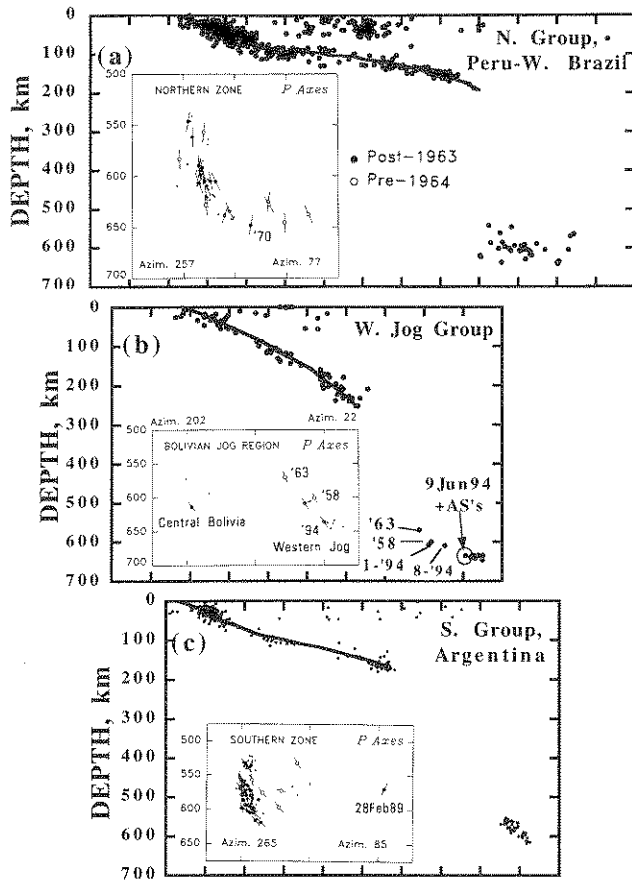 0
100
200
300
400
500
600
700
DEPTH, km
(a)
N. Group,
Peru-W. Brazil
500
550
600
650
700
NORTHERN ZONE P Axes
'70
Azim. 257 Azim. 77
Post-1963
Pre-1964
0
100
200
300
400
500
600
700
DEPTH, km
(b)
W. Jog Group
Azim. 202 Azim. 22
500
550
600
650
700
BOLIVIAN JOG REGION P Axes
'63
'58
Central Bolivia
'94
Western Jog
9Jun94
+AS's
'63
'58
1-'94
8-'94
0
100
200
300
400
500
600
700
DEPTH, km
(c)
S. Group,
Argentina
500
550
600
650
SOUTHERN ZONE P Axes
28Feb89
Azim. 265 Azim. 85